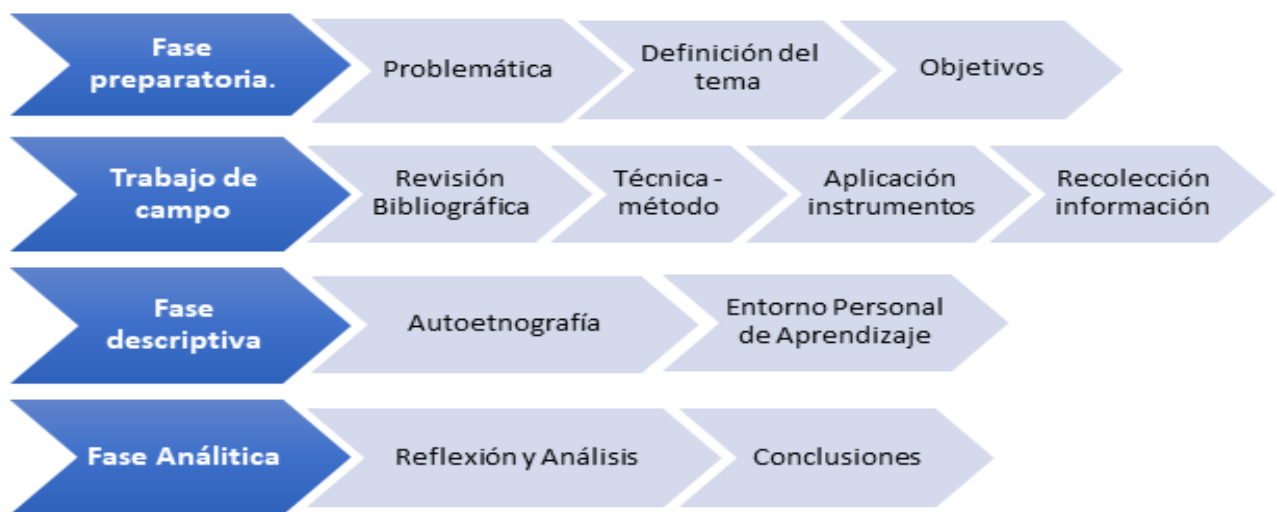 Fase
preparatoria.
Problemática
Definición del
tema
Objetivos
Trabajo de
campo
Revisión
Bibliográfica
Técnica -
método
Aplicación
instrumentos
Recolección
información
Fase
descriptiva
Autoetnografía
Entorno Personal
de Aprendizaje
Fase Análitica
Reflexión y Análisis
Conclusiones